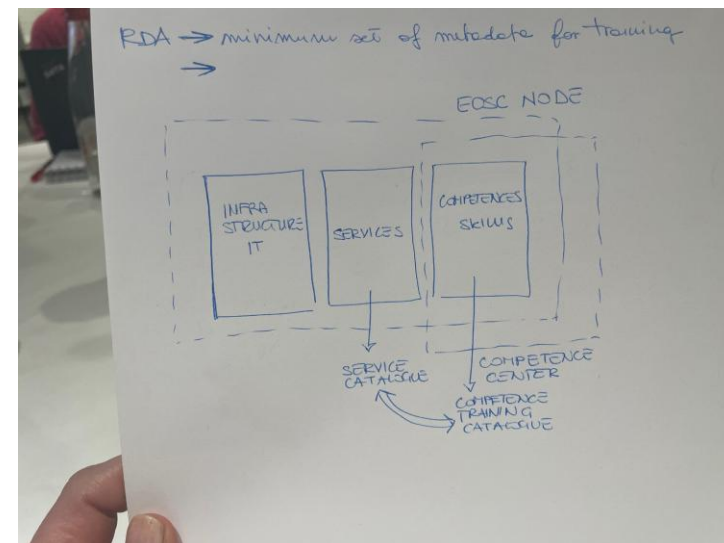 RDA → minimum set of metadate for training
→
EOSC NODE
INFRA
STRUCTURE
IT
SERVICES
COMPETENCES
SKILLS
SERVICE
CATALOGUE
COMPETENCE
CENTER
COMPETENCE
TRAINING
CATALOGUE